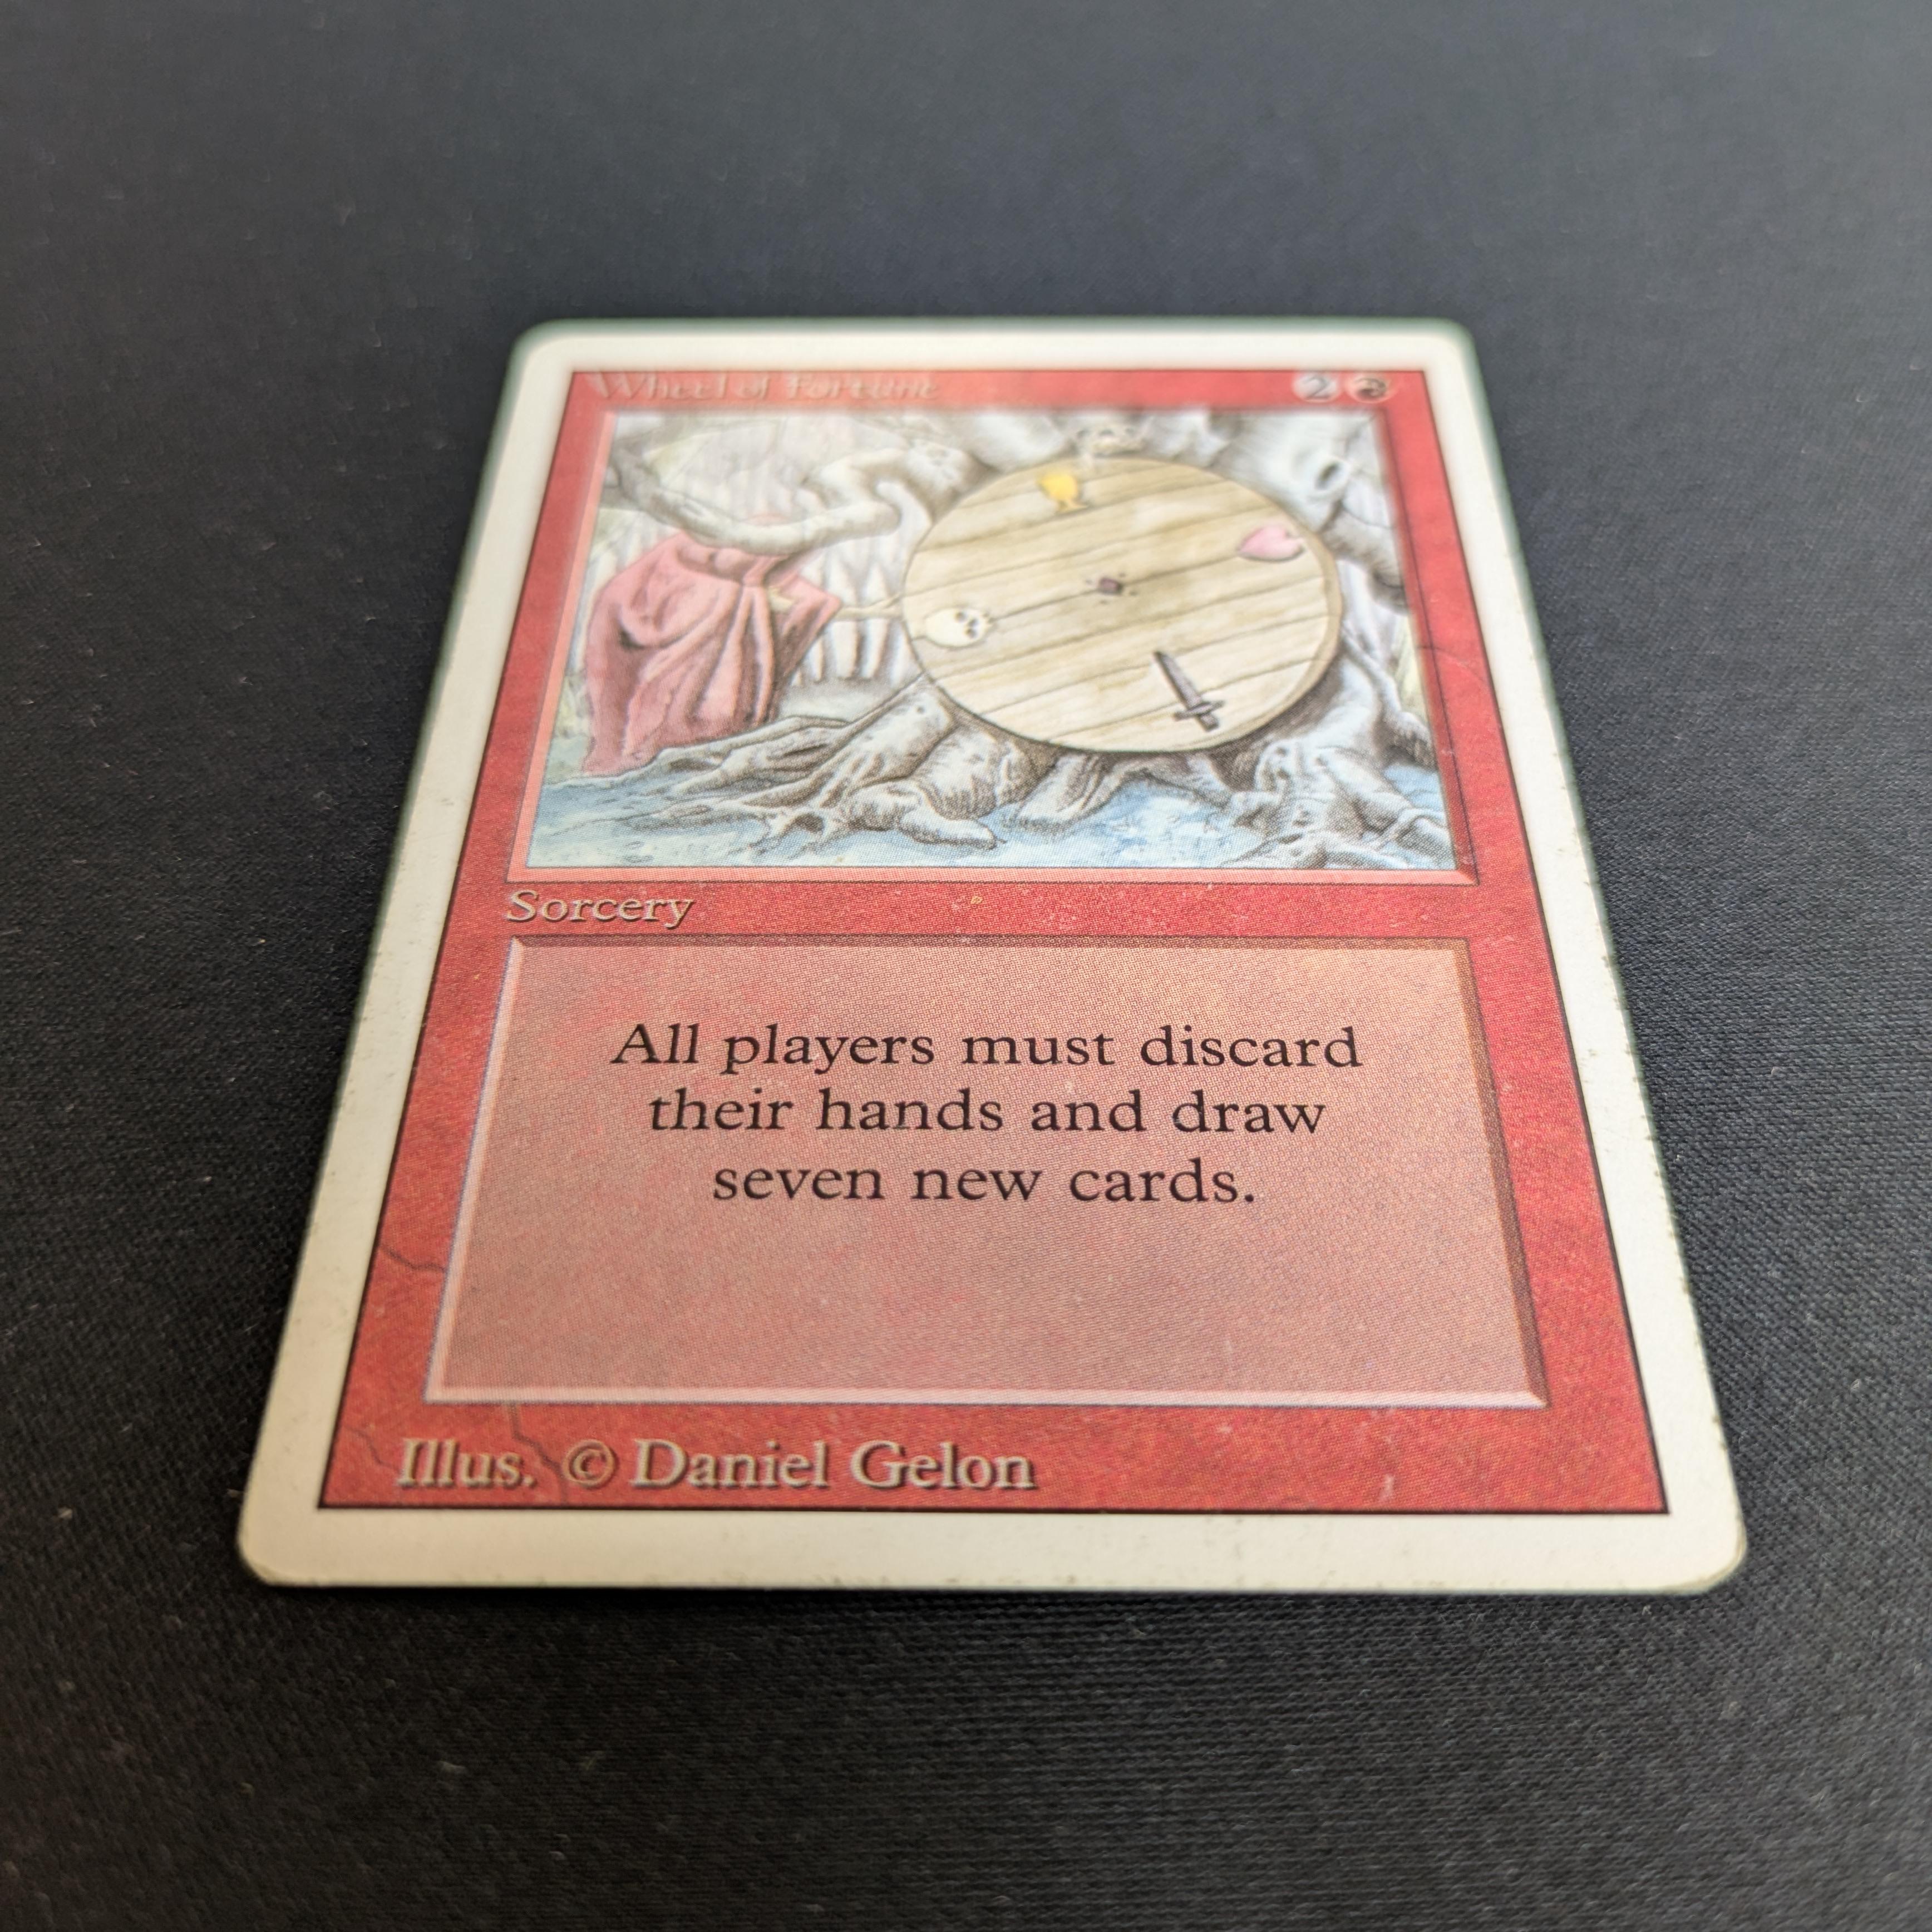 Wheel of Fortune
2
Sorcery
All players must discard
their hands and draw
seven new cards.
Illus. © Daniel Gelon